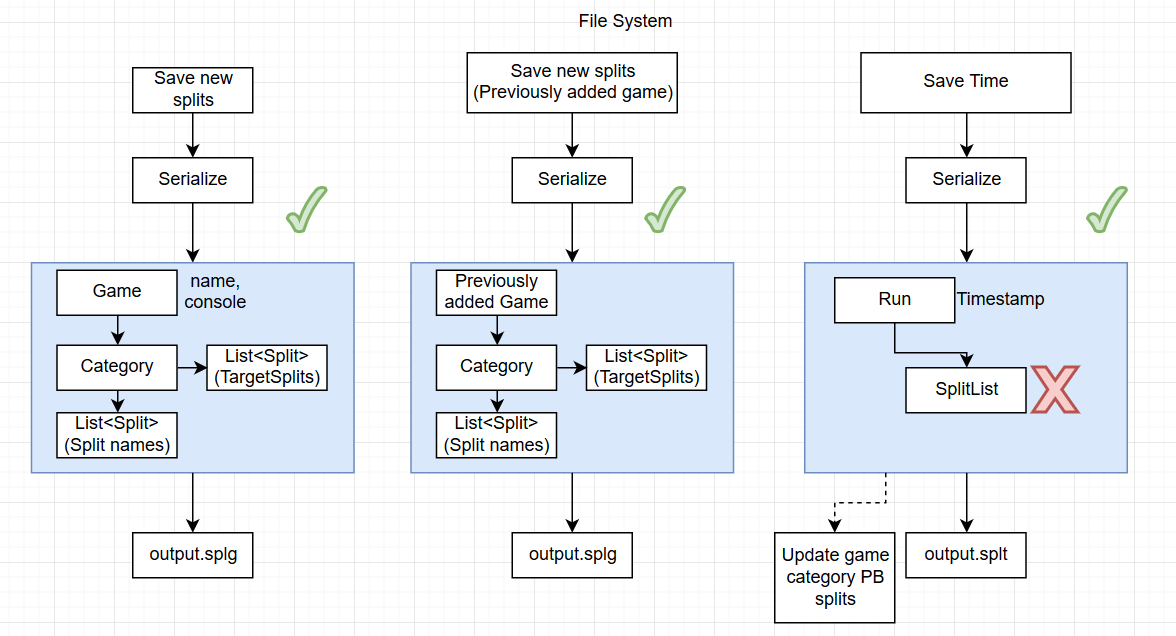 File System
Save new
splits
Serialize
Game
name,
console
Category
List<Split>
(TargetSplits)
List<Split>
(Split names)
output.splg
Save new splits
(Previously added game)
Serialize
Previously
added Game
Category
List<Split>
(TargetSplits)
List<Split>
(Split names)
output.splg
Save Time
Serialize
Run
Timestamp
SplitList
Update game
category PB
splits
output.splt